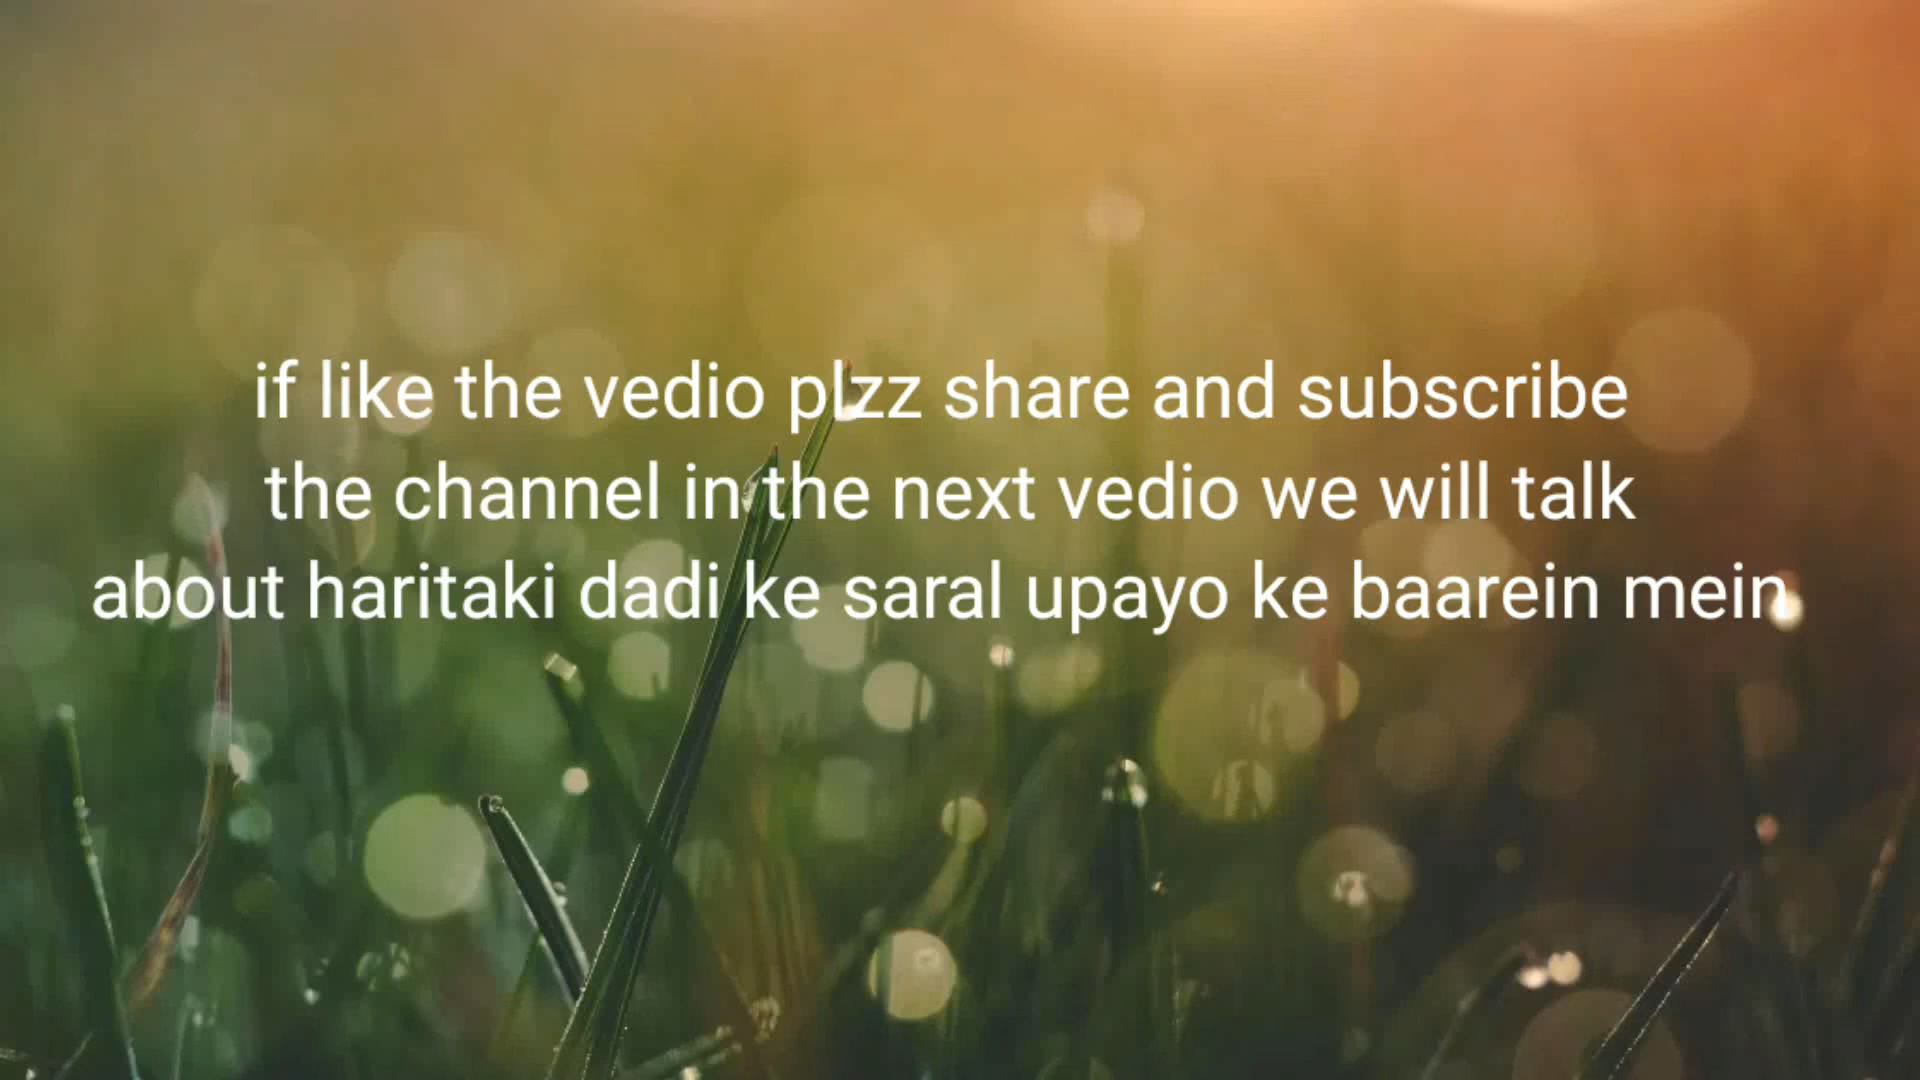 if like the vedio plzz share and subscribe
the channel in the next vedio we will talk
about haritaki dadi ke saral upayo ke baarein mein